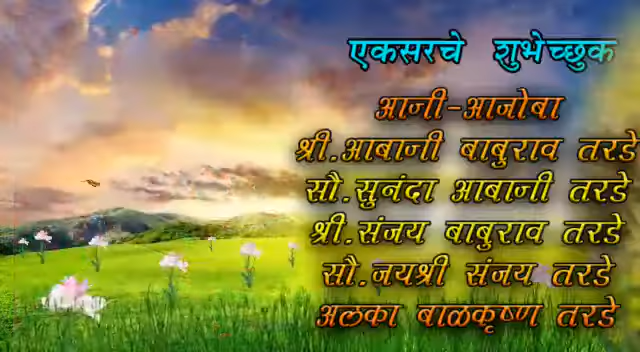 एकसरचे शुभेच्छुक
आजी-आजोबा
श्री.आबाजी बाबुराव तरडे
सौ.सुनंदा आबाजी तरडे
श्री.संजय बाबुराव तरडे
सौ.जयश्री संजय तरडे
अलका बाळकृष्ण तरडे